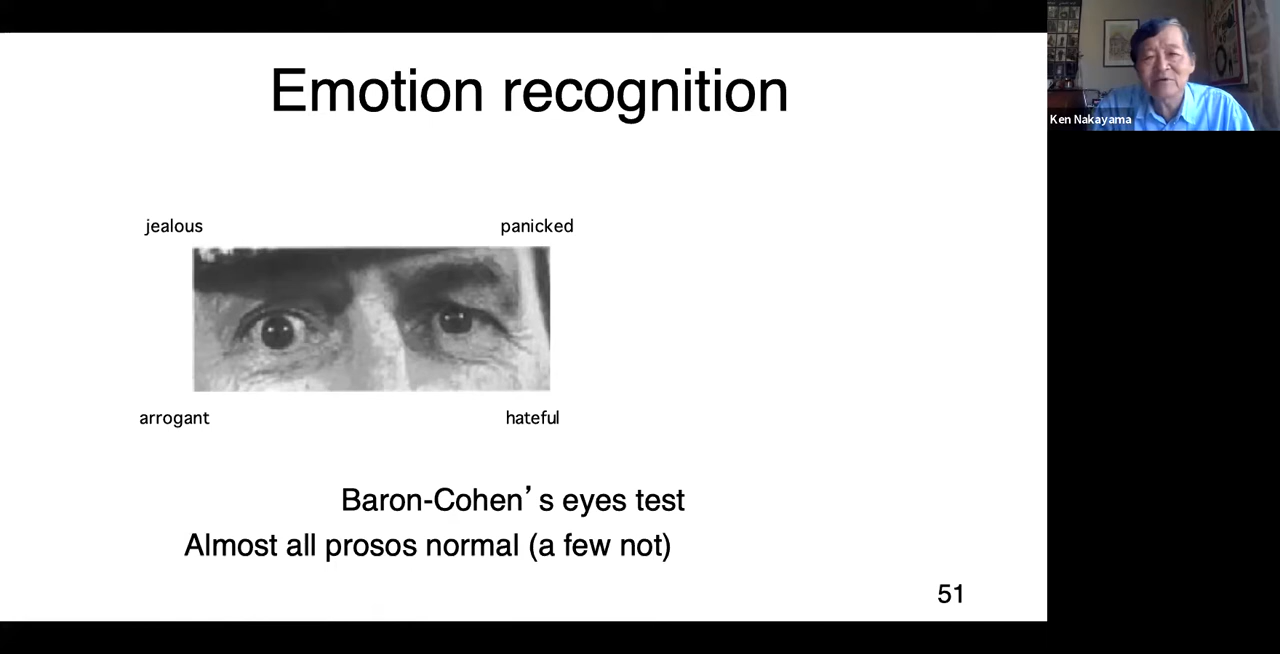 Emotion recognition
Ken Nakayama
jealous panicked
arrogant hateful
Baron-Cohen’s eyes test
Almost all prosos normal (a few not)
51